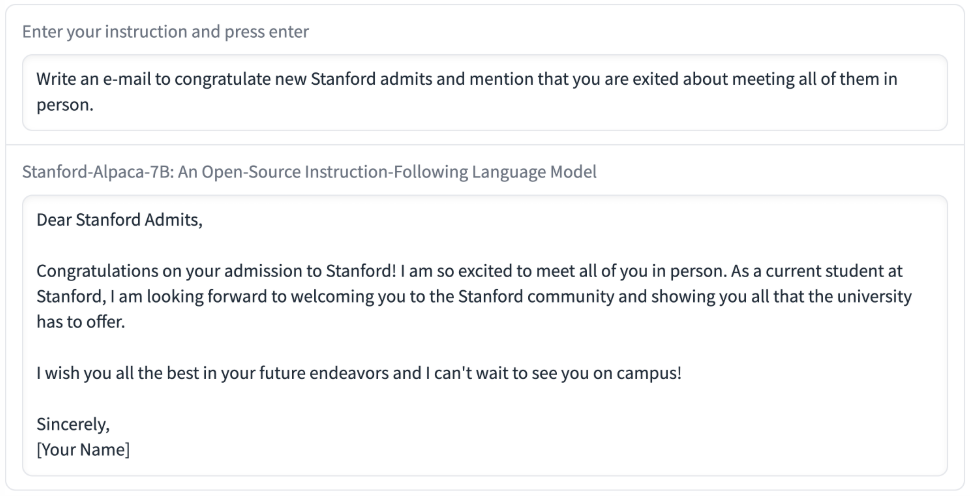 Enter your instruction and press enter
Write an e-mail to congratulate new Stanford admits and mention that you are exited about meeting all of them in
person.
Stanford-Alpaca-7B: An Open-Source Instruction-Following Language Model
Dear Stanford Admits,
Congratulations on your admission to Stanford! I am so excited to meet all of you in person. As a current student at
Stanford, I am looking forward to welcoming you to the Stanford community and showing you all that the university
has to offer.
I wish you all the best in your future endeavors and I can't wait to see you on campus!
Sincerely,
[Your Name]